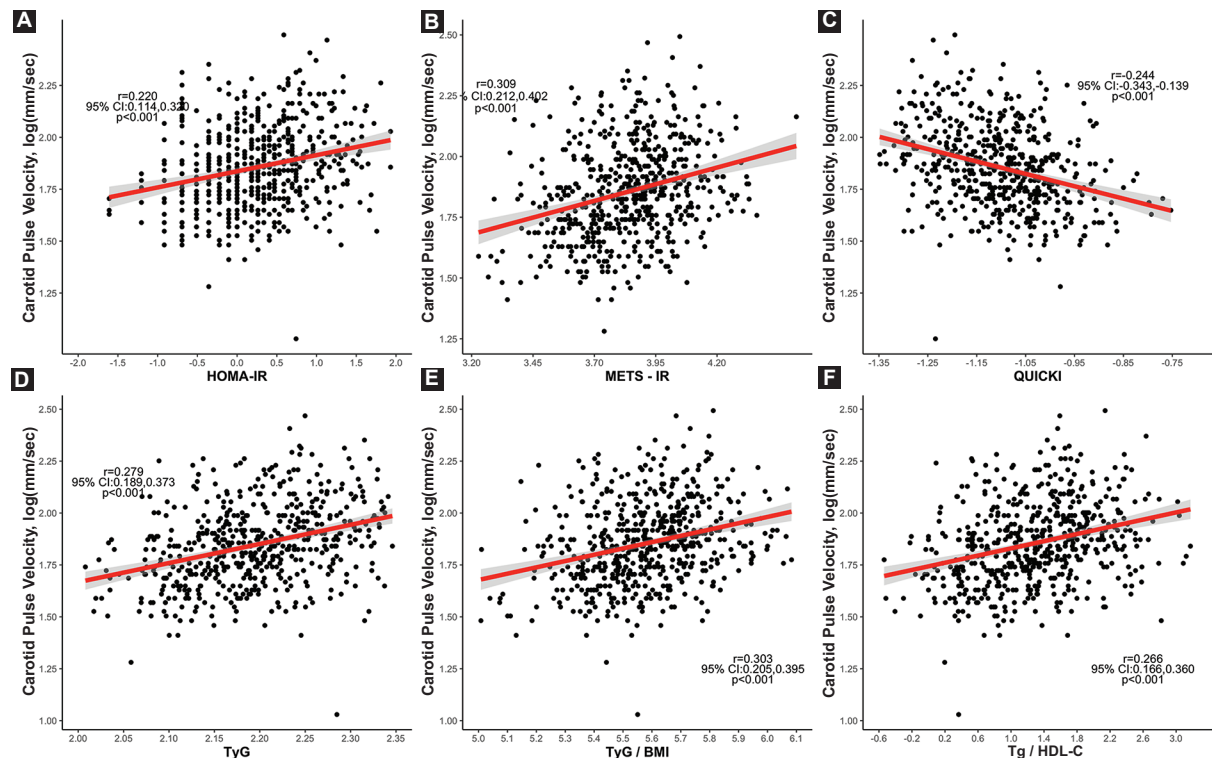 A
Carotid Pulse Velocity, log(mm/sec)
2.25
2.00
1.75
1.50
1.25
r=0.220
95% CI:0.114,0.320
p<0.001
-2.0 -1.5 -1.0 -0.5 0.0 0.5 1.0 1.5 2.0
HOMA-IR
B
Carotid Pulse Velocity, log(mm/sec)
2.50
2.25
2.00
1.75
1.50
1.25
r=0.309
% CI:0.212,0.402
p<0.001
3.20 3.45 3.70 3.95 4.20
METS - IR
C
Carotid Pulse Velocity, log(mm/sec)
2.25
2.00
1.75
1.50
1.25
r=-0.244
95% CI:-0.343,-0.139
p<0.001
-1.35 -1.25 -1.15 -1.05 -0.95 -0.85 -0.75
QUICKI
D
Carotid Pulse Velocity, log(mm/sec)
2.50
2.25
2.00
1.75
1.50
1.25
1.00
r=0.279
95% CI:0.189,0.373
p<0.001
2.00 2.05 2.10 2.15 2.20 2.25 2.30 2.35
TyG
E
Carotid Pulse Velocity, log(mm/sec)
2.50
2.25
2.00
1.75
1.50
1.25
1.00
r=0.303
95% CI:0.205,0.395
p<0.001
5.0 5.1 5.2 5.3 5.4 5.5 5.6 5.7 5.8 5.9 6.0 6.1
TyG / BMI
F
Carotid Pulse Velocity, log(mm/sec)
2.50
2.25
2.00
1.75
1.50
1.25
1.00
r=0.266
95% CI:0.166,0.360
p<0.001
-0.6 -0.2 0.2 0.6 1.0 1.4 1.8 2.2 2.6 3.0
Tg / HDL-C